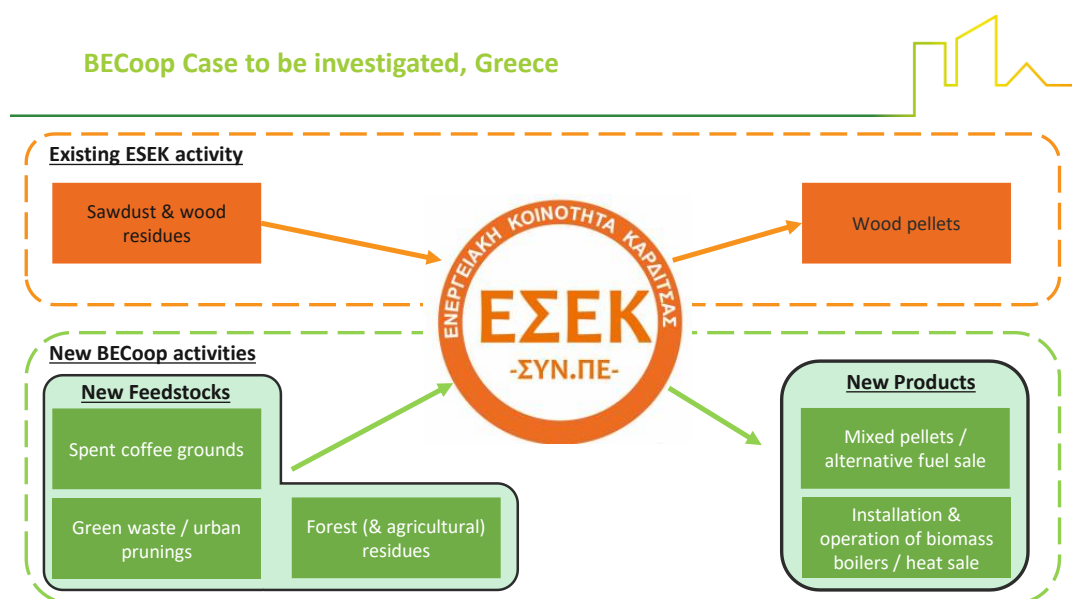 BECoop Case to be investigated, Greece
Existing ESEK activity
Sawdust & wood
residues
ΕΝΕΡΓΕΙΑΚΗ ΚΟΙΝΟΤΗΤΑ ΚΑΡΔΙΤΣΑΣ
ΕΣΕΚ
-ΣΥΝ.ΠΕ-
Wood pellets
New BECoop activities
New Feedstocks
Spent coffee grounds
Green waste / urban
prunings
Forest (& agricultural)
residues
New Products
Mixed pellets /
alternative fuel sale
Installation &
operation of biomass
boilers / heat sale